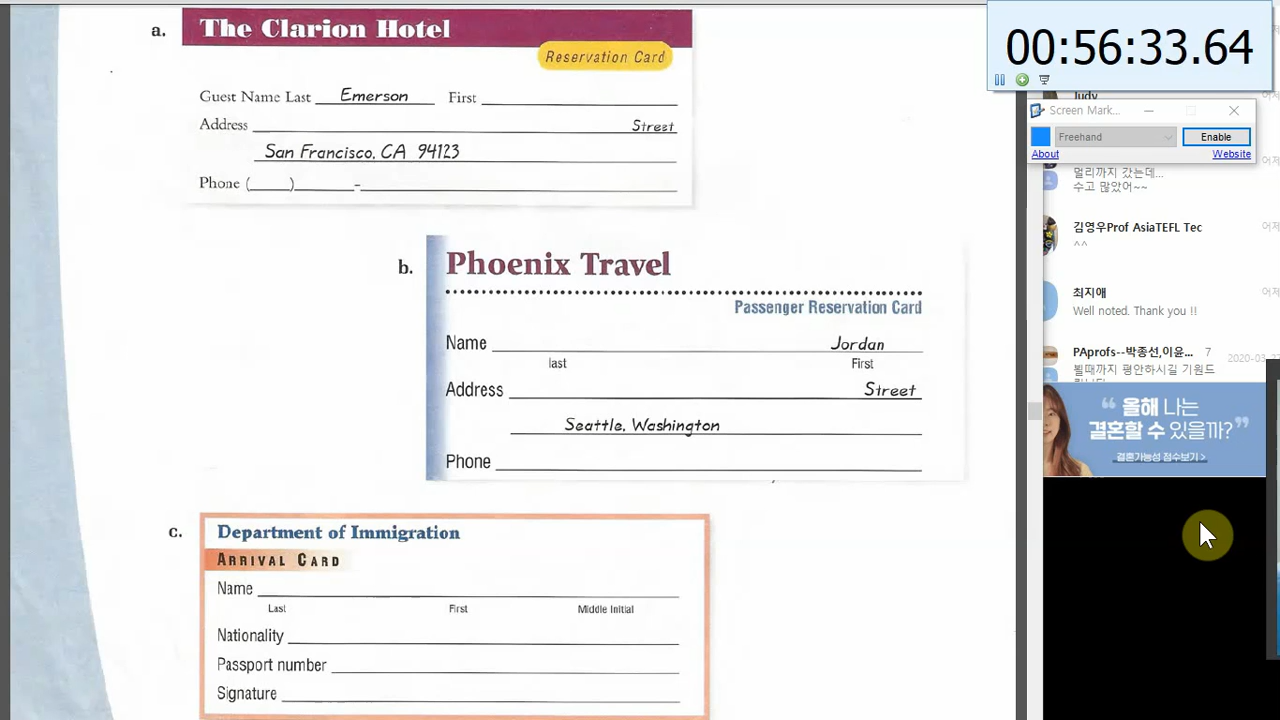 a.
The Clarion Hotel
Reservation Card
Guest Name Last Emerson First
Address Street
San Francisco, CA 94123
Phone ( ) -
b.
Phoenix Travel
Passenger Reservation Card
Name Jordan
last First
Address Street
Seattle, Washington
Phone
c.
Department of Immigration
ARRIVAL CARD
Name
Last First Middle Initial
Nationality
Passport number
Signature
00:56:33.64
Judy
Screen Mark...
Freehand
Enable
About
Website
멀리까지 갔는데...
수고 많았어~~
김영우Prof AsiaTEFL Tec
어저
^^
최지애
어저
Well noted. Thank you !!
PAprofs--박종선,이윤... 7
뵐때까지 평안하시길 기원드
“ 올해 나는
결혼할 수 있을까? ”
결혼가능성 점수보기 >